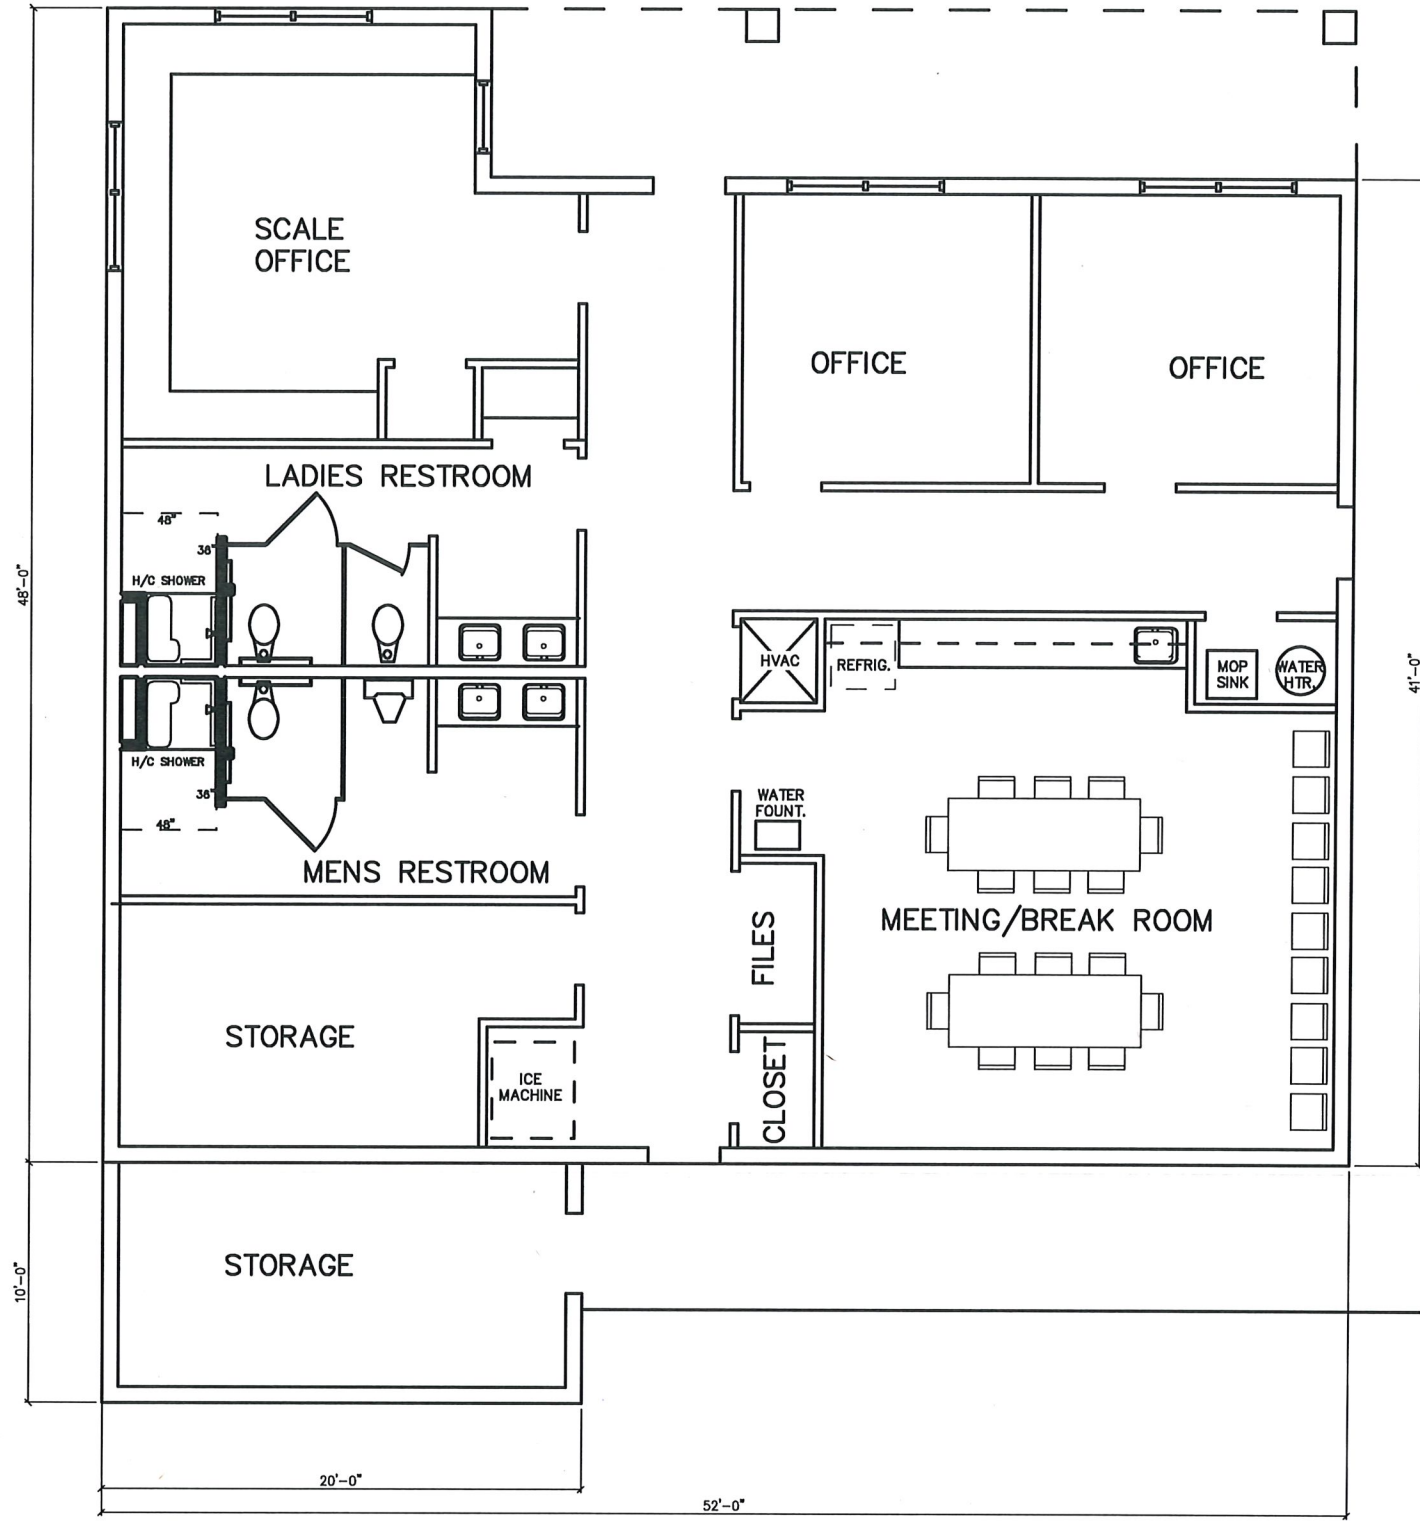 SCALE
OFFICE
OFFICE
OFFICE
LADIES RESTROOM
48"
38"
H/C SHOWER
48'-0"
HVAC
REFRIG.
MOP
SINK
WATER
HTR.
41'-0"
H/C SHOWER
38"
48"
WATER
FOUNT.
MENS RESTROOM
MEETING/BREAK ROOM
FILES
STORAGE
ICE
MACHINE
CLOSET
STORAGE
10'-0"
20'-0"
52'-0"